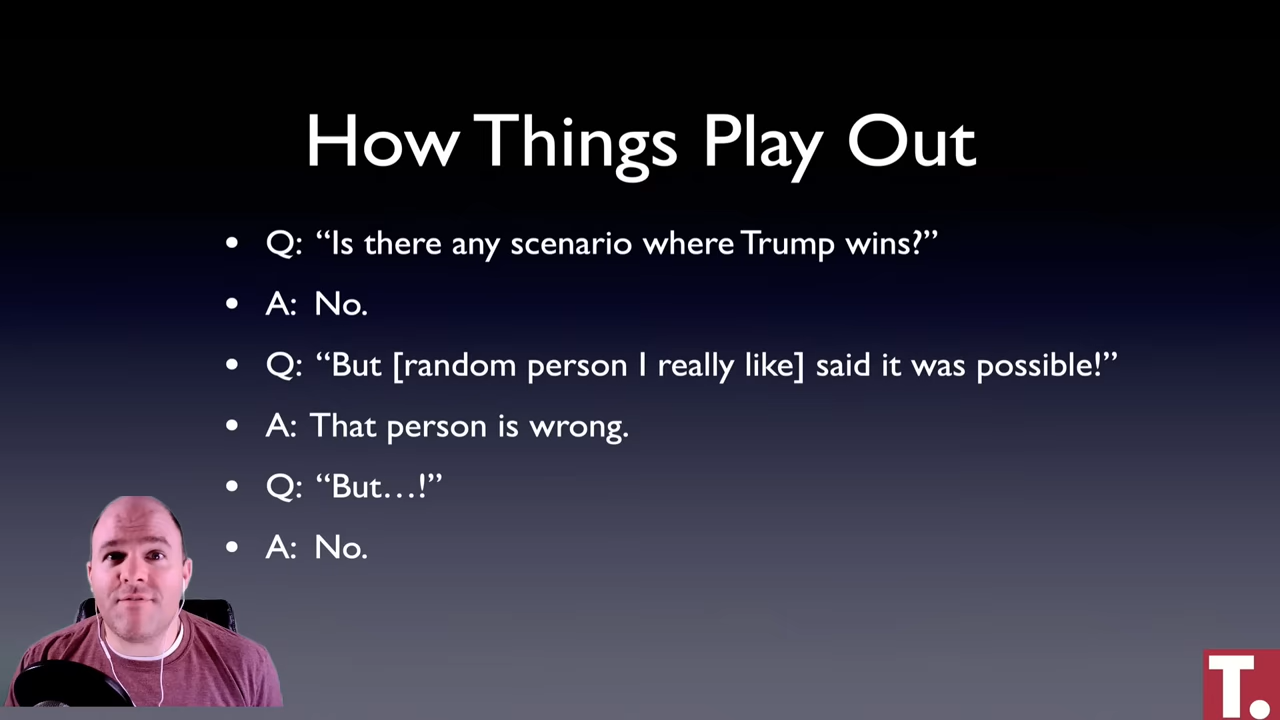 How Things Play Out
• Q: “Is there any scenario where Trump wins?”
• A: No.
• Q: “But [random person I really like] said it was possible!”
• A: That person is wrong.
• Q: “But…!”
• A: No.
T.